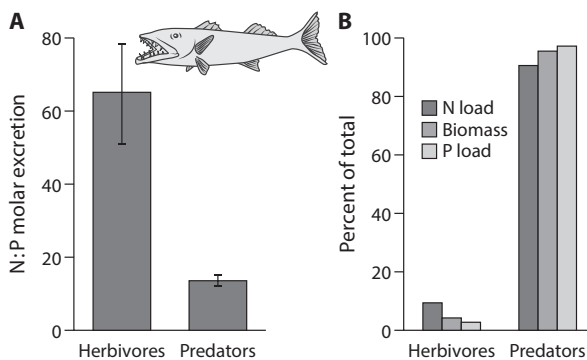 A
N:P molar excretion
80
60
40
20
0
Herbivores Predators
B
Percent of total
100
80
60
40
20
0
N load
Biomass
P load
Herbivores Predators